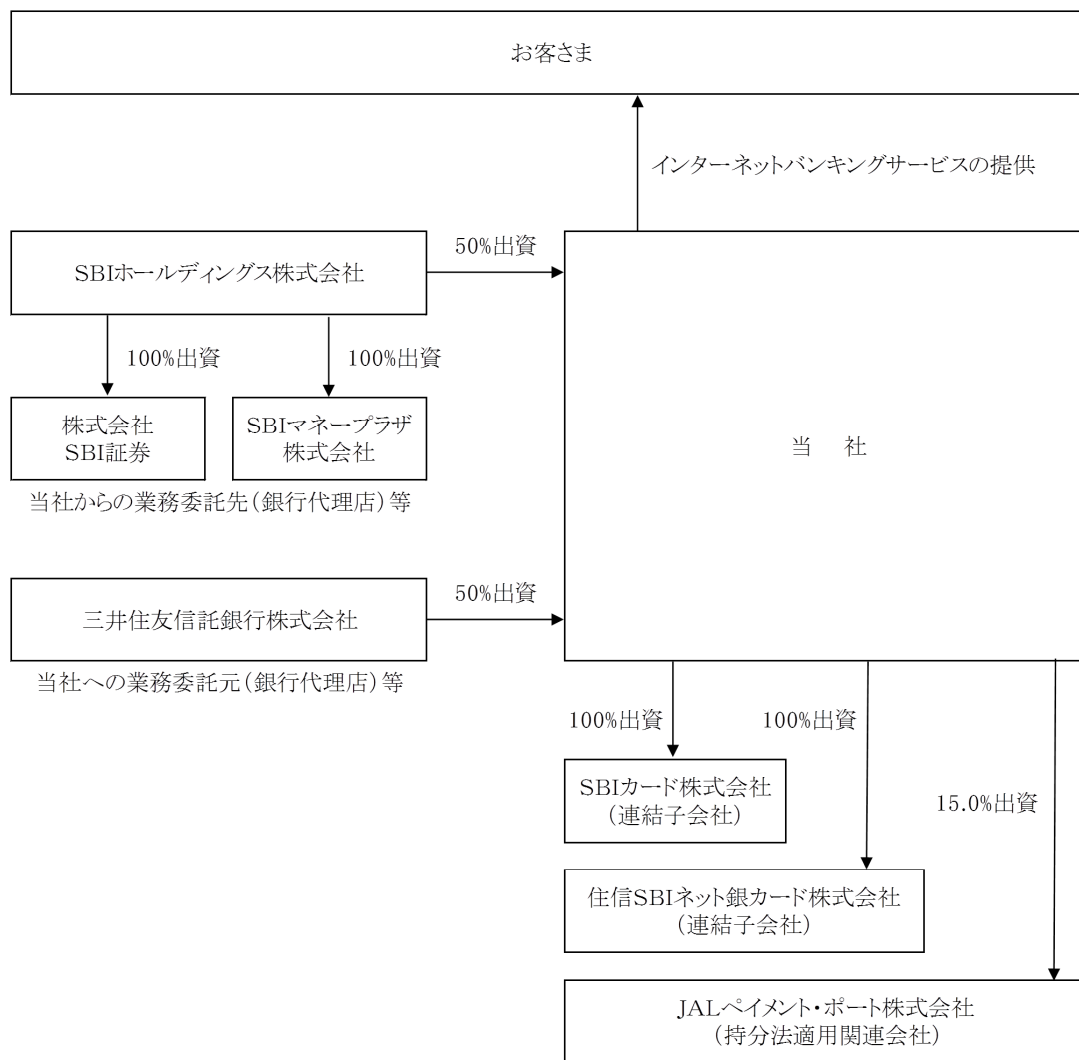 お客さま
インターネットバンキングサービスの提供
50%出資
SBIホールディングス株式会社
100%出資
100%出資
株式会社
SBI証券
SBIマネープラザ
株式会社
当社からの業務委託先(銀行代理店)等
当 社
50%出資
三井住友信託銀行株式会社
当社への業務委託元(銀行代理店)等
100%出資
100%出資
15.0%出資
SBIカード株式会社
(連結子会社)
住信SBIネット銀カード株式会社
(連結子会社)
JALペイメント・ポート株式会社
(持分法適用関連会社)